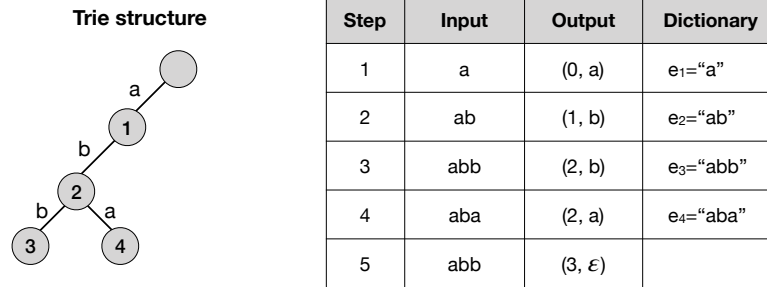 Trie structure
a
1
b
2
b a
3 4
Step Input Output Dictionary
1 a (0, a) e₁=“a”
2 ab (1, b) e₂=“ab”
3 abb (2, b) e₃=“abb”
4 aba (2, a) e₄=“aba”
5 abb (3, ε)